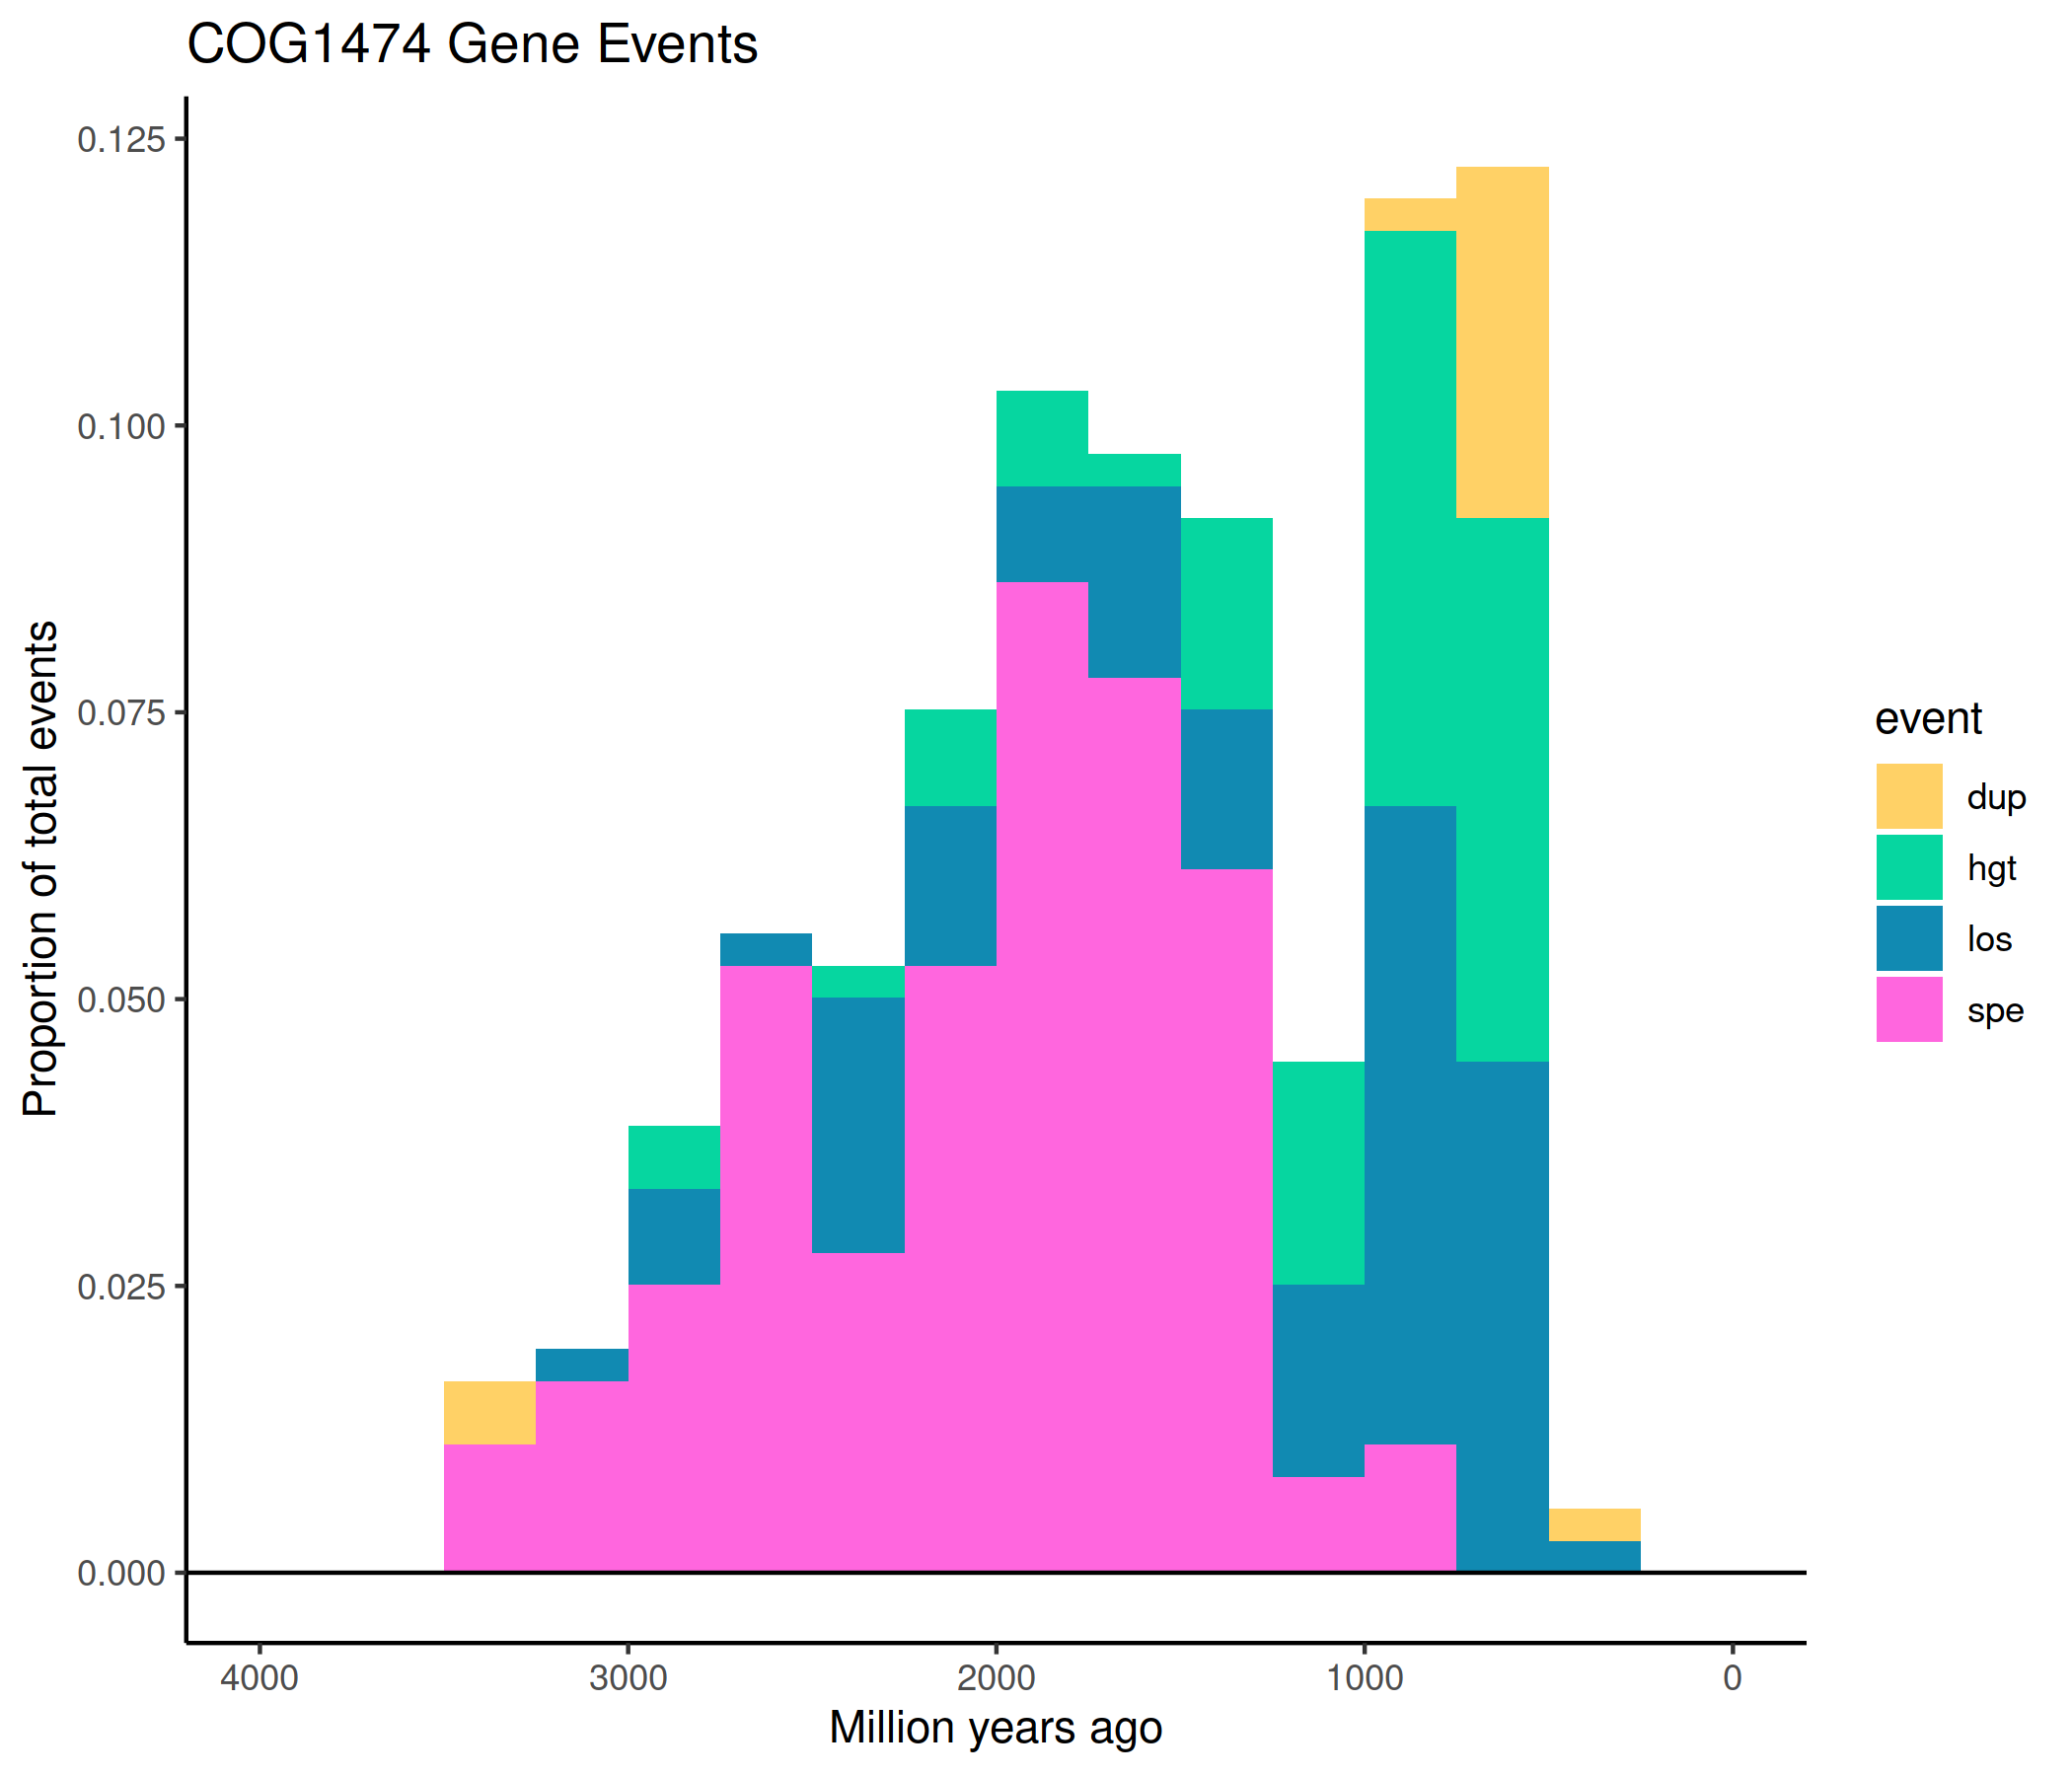 COG1474 Gene Events
Proportion of total events
0.125
0.100
0.075
0.050
0.025
0.000
4000 3000 2000 1000 0
Million years ago
event
dup
hgt
los
spe